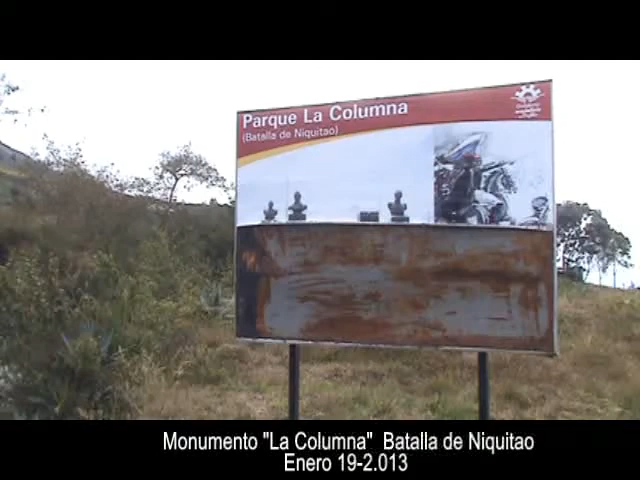 Parque La Columna
(Batalla de Niquitao)
Monumento "La Columna" Batalla de Niquitao
Enero 19-2.013